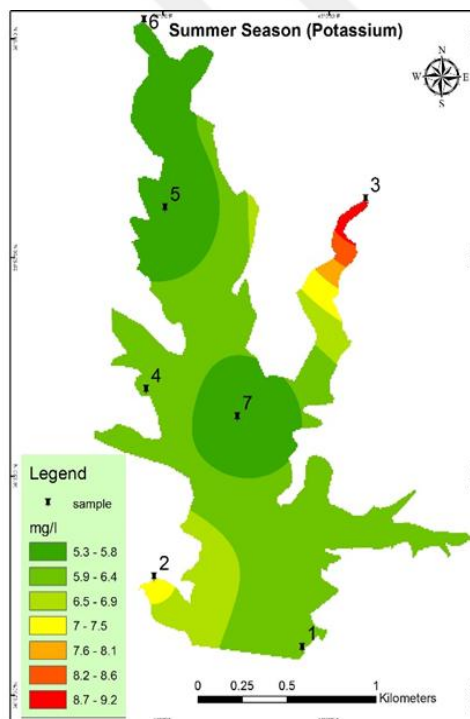 Summer Season (Potassium)
N
W E
S
6
5
3
4
7
2
1
Legend
sample
mg/l
5.3 - 5.8
5.9 - 6.4
6.5 - 6.9
7 - 7.5
7.6 - 8.1
8.2 - 8.6
8.7 - 9.2
0 0.25 0.5 1
Kilometers